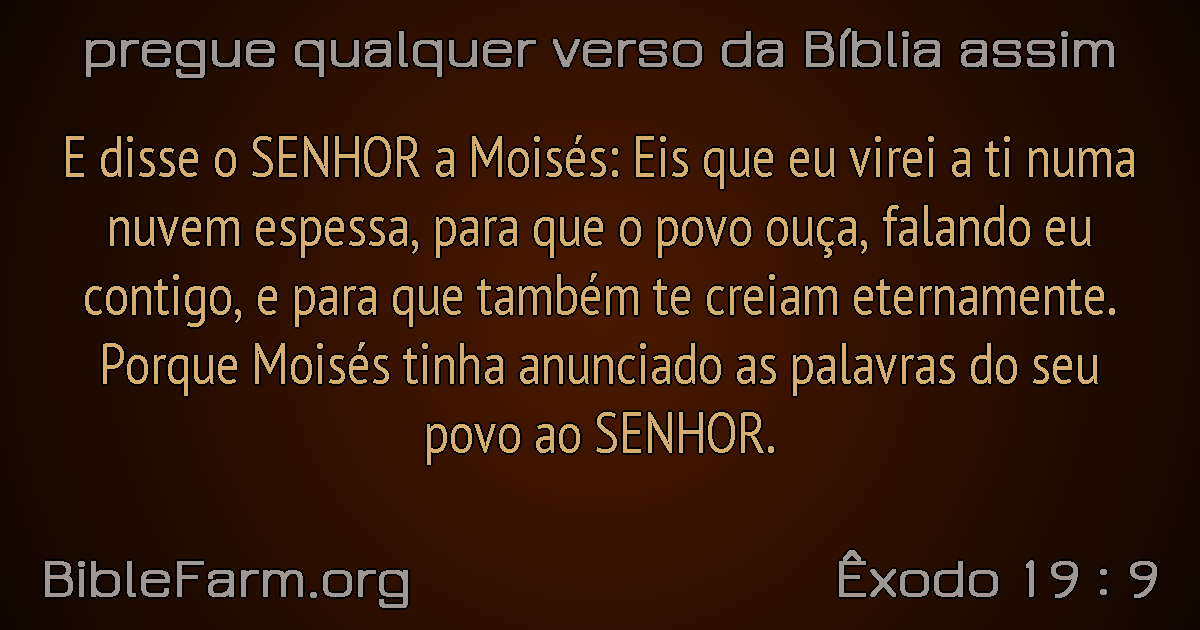 pregue qualquer verso da Bíblia assim
E disse o SENHOR a Moisés: Eis que eu virei a ti numa
nuvem espessa, para que o povo ouça, falando eu
contigo, e para que também te creiam eternamente.
Porque Moisés tinha anunciado as palavras do seu
povo ao SENHOR.
BibleFarm.org
Êxodo 19 : 9